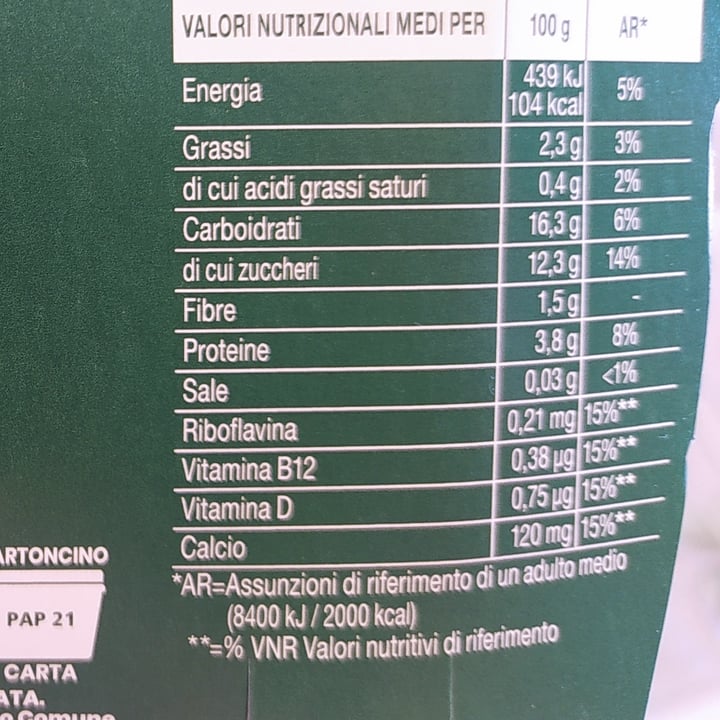 VALORI NUTRIZIONALI MEDI PER 100 g AR*
Energia 439 kJ 104 kcal 5%
Grassi 2,3 g 3%
di cui acidi grassi saturi 0,4 g 2%
Carboidrati 16,3 g 6%
di cui zuccheri 12,3 g 14%
Fibre 1,5 g -
Proteine 3,8 g 8%
Sale 0,03 g <1%
Riboflavina 0,21 mg 15%**
Vitamina B12 0,38 µg 15%**
Vitamina D 0,75 µg 15%**
Calcio 120 mg 15%**
*AR=Assunzioni di riferimento di un adulto medio
(8400 kJ / 2000 kcal)
**=% VNR Valori nutritivi di riferimento
ARTONCINO
PAP 21
CARTA
ATA.
o Comune